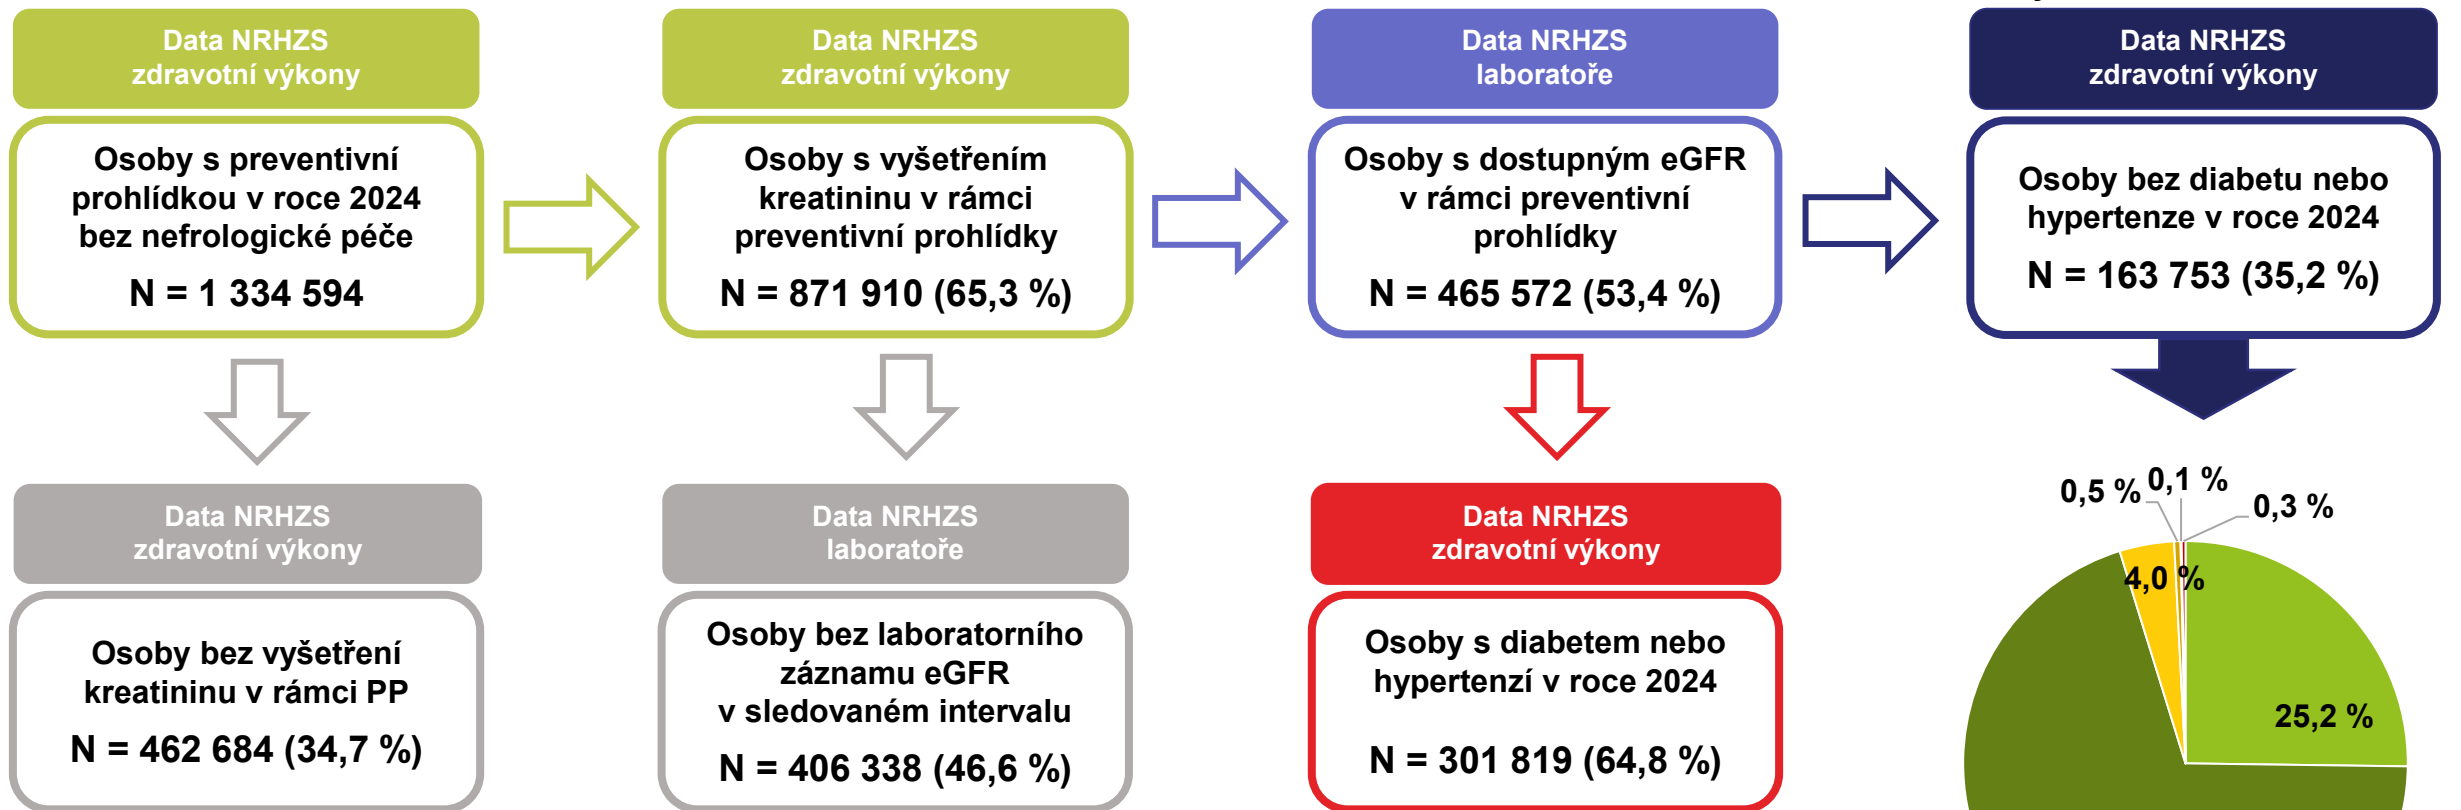 Data NRHZS
zdravotní výkony
Osoby s preventivní
prohlídkou v roce 2024
bez nefrologické péče
N = 1 334 594
Data NRHZS
zdravotní výkony
Osoby s vyšetřením
kreatininu v rámci
preventivní prohlídky
N = 871 910 (65,3 %)
Data NRHZS
laboratoře
Osoby s dostupným eGFR
v rámci preventivní
prohlídky
N = 465 572 (53,4 %)
Data NRHZS
zdravotní výkony
Osoby bez diabetu nebo
hypertenze v roce 2024
N = 163 753 (35,2 %)
Data NRHZS
zdravotní výkony
Osoby bez vyšetření
kreatininu v rámci PP
N = 462 684 (34,7 %)
Data NRHZS
laboratoře
Osoby bez laboratorního
záznamu eGFR
v sledovaném intervalu
N = 406 338 (46,6 %)
Data NRHZS
zdravotní výkony
Osoby s diabetem nebo
hypertenzí v roce 2024
N = 301 819 (64,8 %)
0,5 %
0,1 %
0,3 %
4,0 %
25,2 %